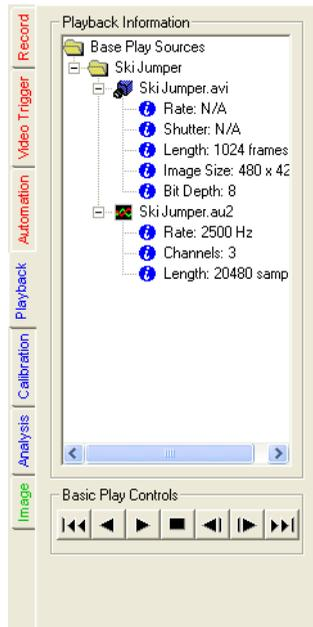 Record
Video Trigger
Automation
Playback
Calibration
Analysis
Image
Playback Information
Base Play Sources
Ski Jumper
Ski Jumper.avi
Rate: N/A
Shutter: N/A
Length: 1024 frames
Image Size: 480 x 42
Bit Depth: 8
Ski Jumper.au2
Rate: 2500 Hz
Channels: 3
Length: 20480 samp
Basic Play Controls